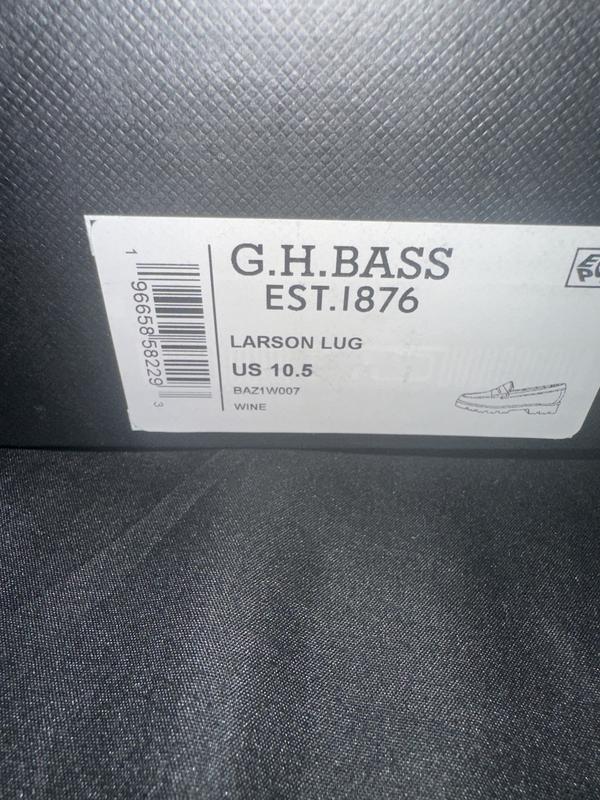 G.H.BASS
EST.1876
LARSON LUG
US 10.5
BAZ1W007
WINE
1 96658 58229 3